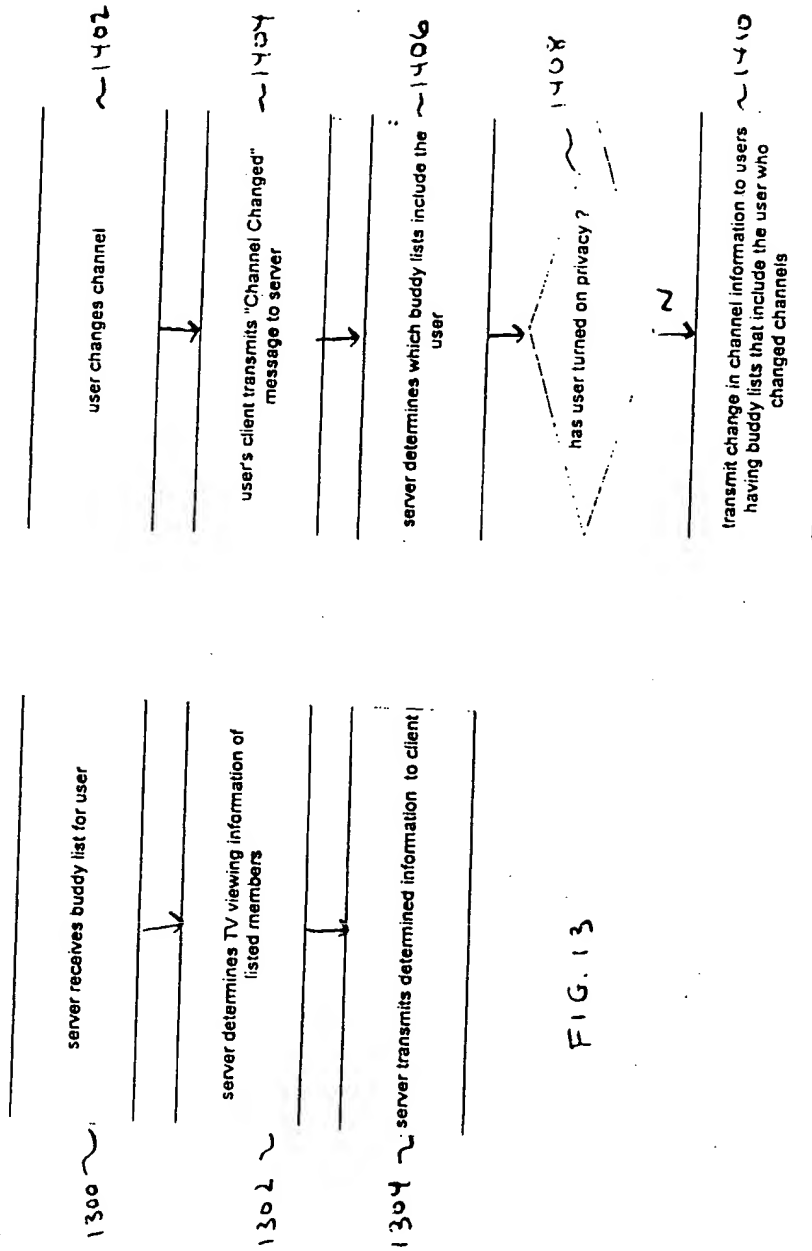 1300 ~ server receives buddy list for user
1302 ~ server determines TV viewing information of
listed members
1304 ~ server transmits determined information to client
FIG. 13
user changes channel ~1402
user's client transmits "Channel Changed" ~1404
message to server
server determines which buddy lists include the ~1406
user
has user turned on privacy ? ~ 1408
N
transmit change in channel information to users ~1410
having buddy lists that include the user who
changed channels